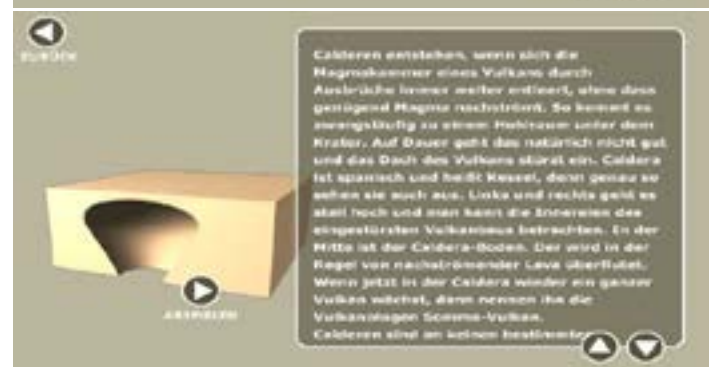 ZURÜCK
Calderen entstehen, wenn sich die
Magmakammer eines Vulkans durch
Ausbrüche immer weiter entleert, ohne dass
genügend Magma nachströmt. So kommt es
zwangsläufig zu einem Hohlraum unter dem
Krater. Auf Dauer geht das natürlich nicht gut
und das Dach des Vulkans stürzt ein. Caldera
ist spanisch und heißt Kessel, denn genau so
sehen sie auch aus. Links und rechts geht es
steil hoch und man kann die Innereien des
eingestürzten Vulkanbaus betrachten. In der
Mitte ist der Caldera-Boden. Der wird in der
Regel von nachströmender Lava überflutet.
Wenn jetzt in der Caldera wieder ein ganzer
Vulkan wächst, dann nennen ihn die
Vulkanologen Somma-Vulkan.
Calderen sind an keinen bestimmten
ABSPIELEN